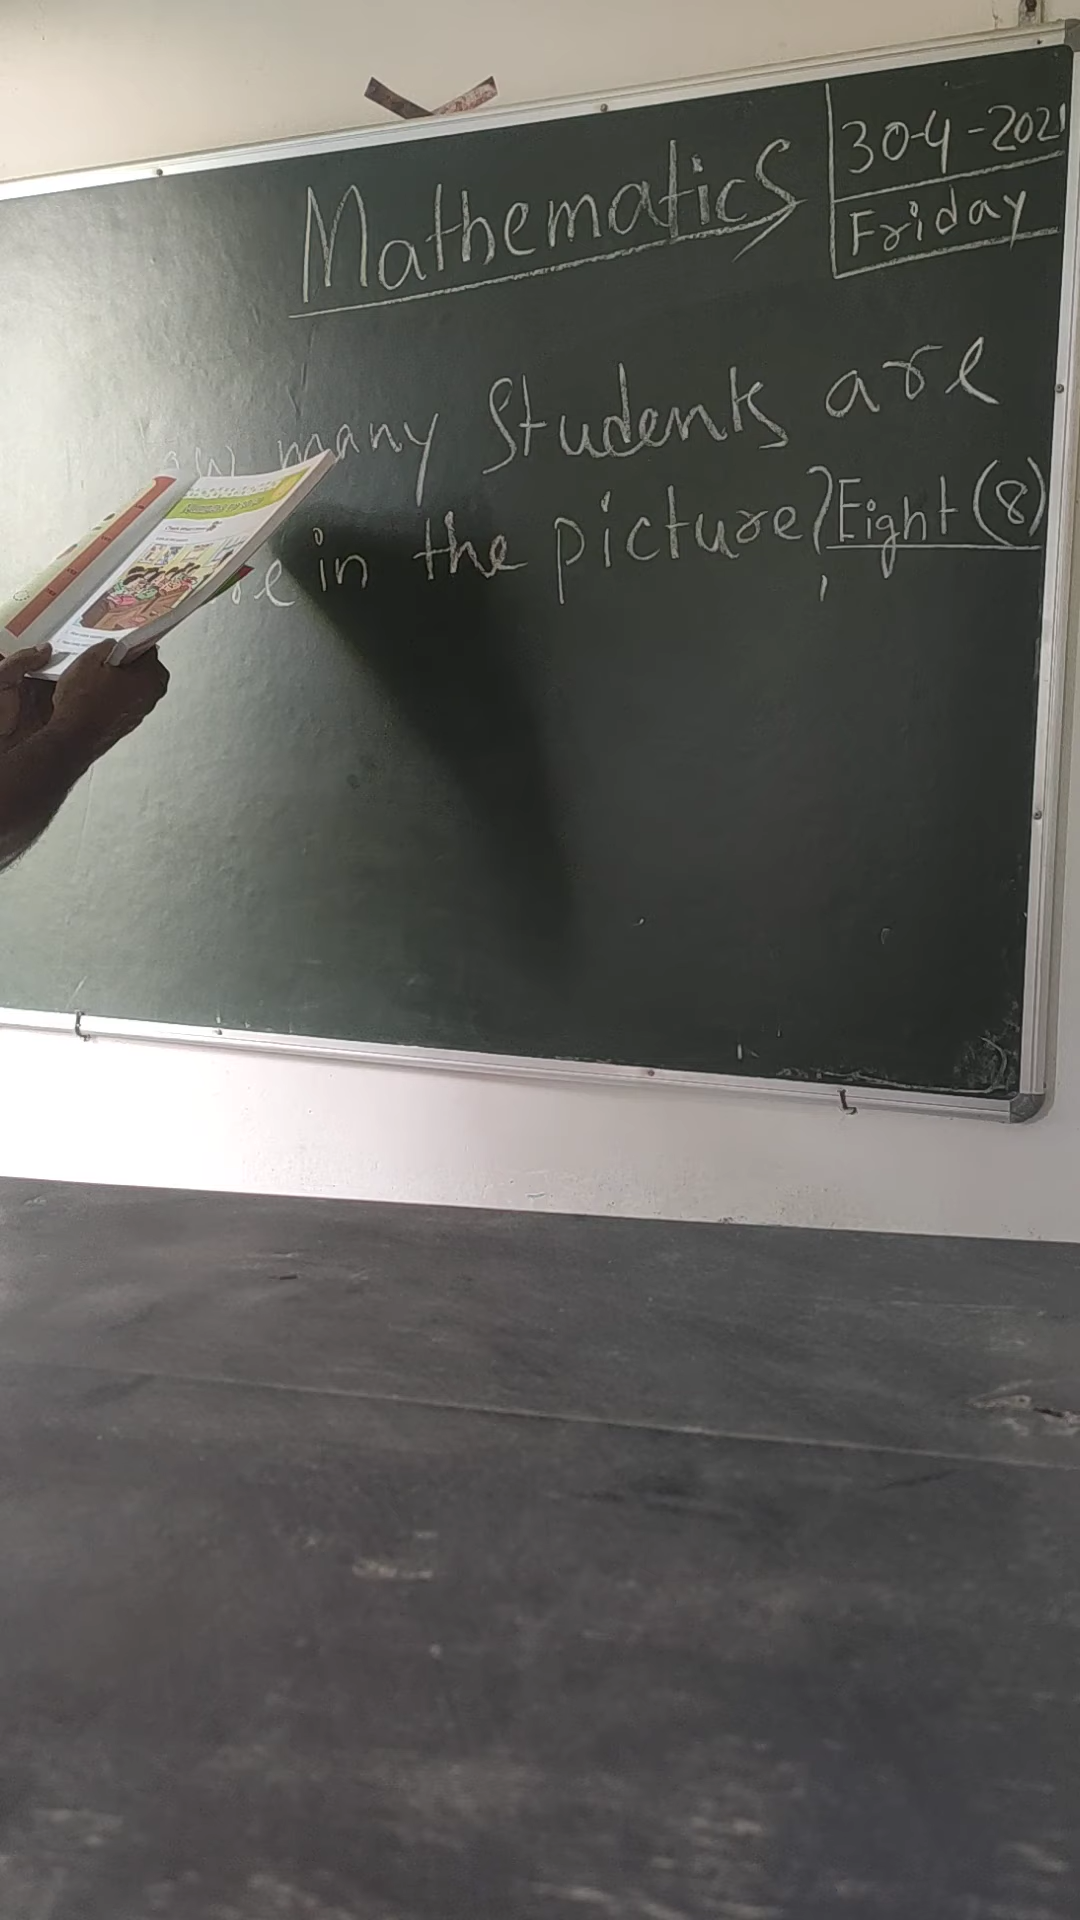 Mathematics
30-4-2021
Friday
many Students are
in the picture? Eight (8)